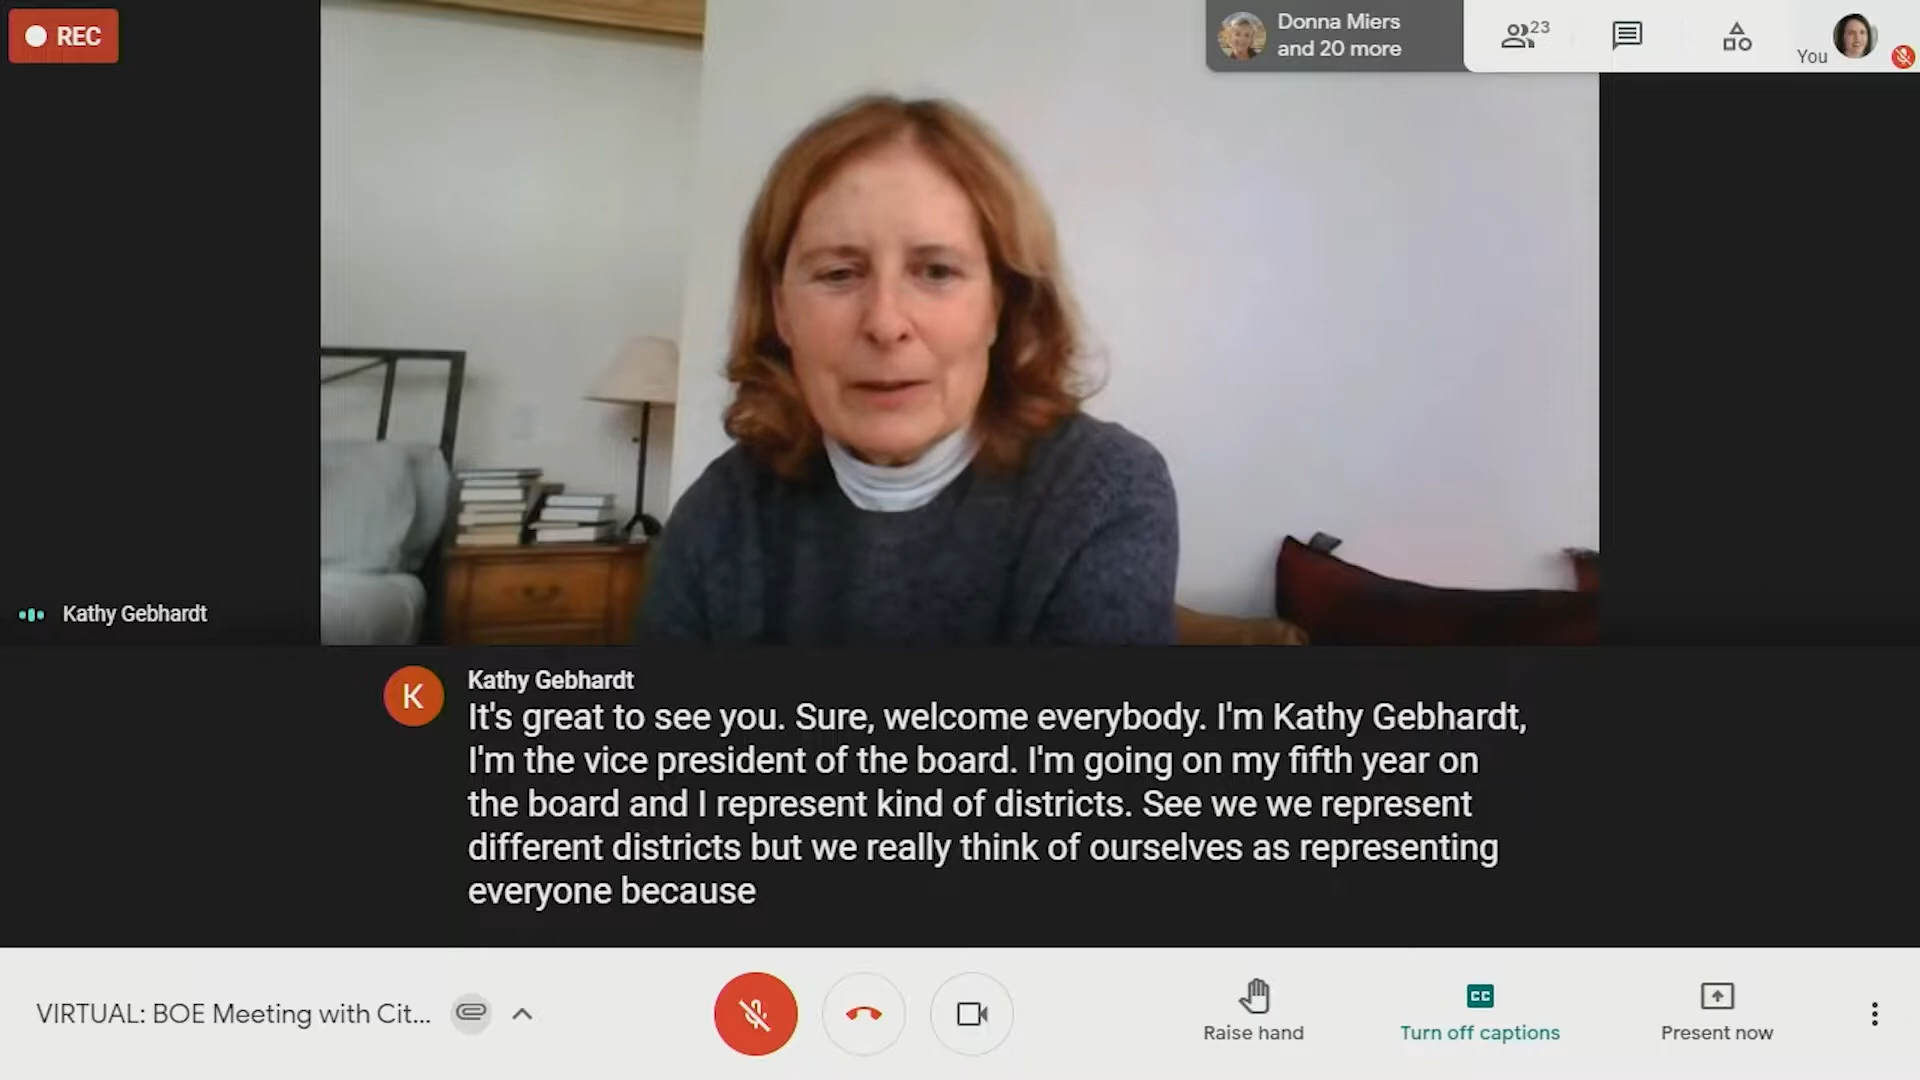 REC
Donna Miers
and 20 more
23
You
Kathy Gebhardt
K
Kathy Gebhardt
It's great to see you. Sure, welcome everybody. I'm Kathy Gebhardt,
I'm the vice president of the board. I'm going on my fifth year on
the board and I represent kind of districts. See we we represent
different districts but we really think of ourselves as representing
everyone because
VIRTUAL: BOE Meeting with Cit...
Raise hand
CC
Turn off captions
Present now